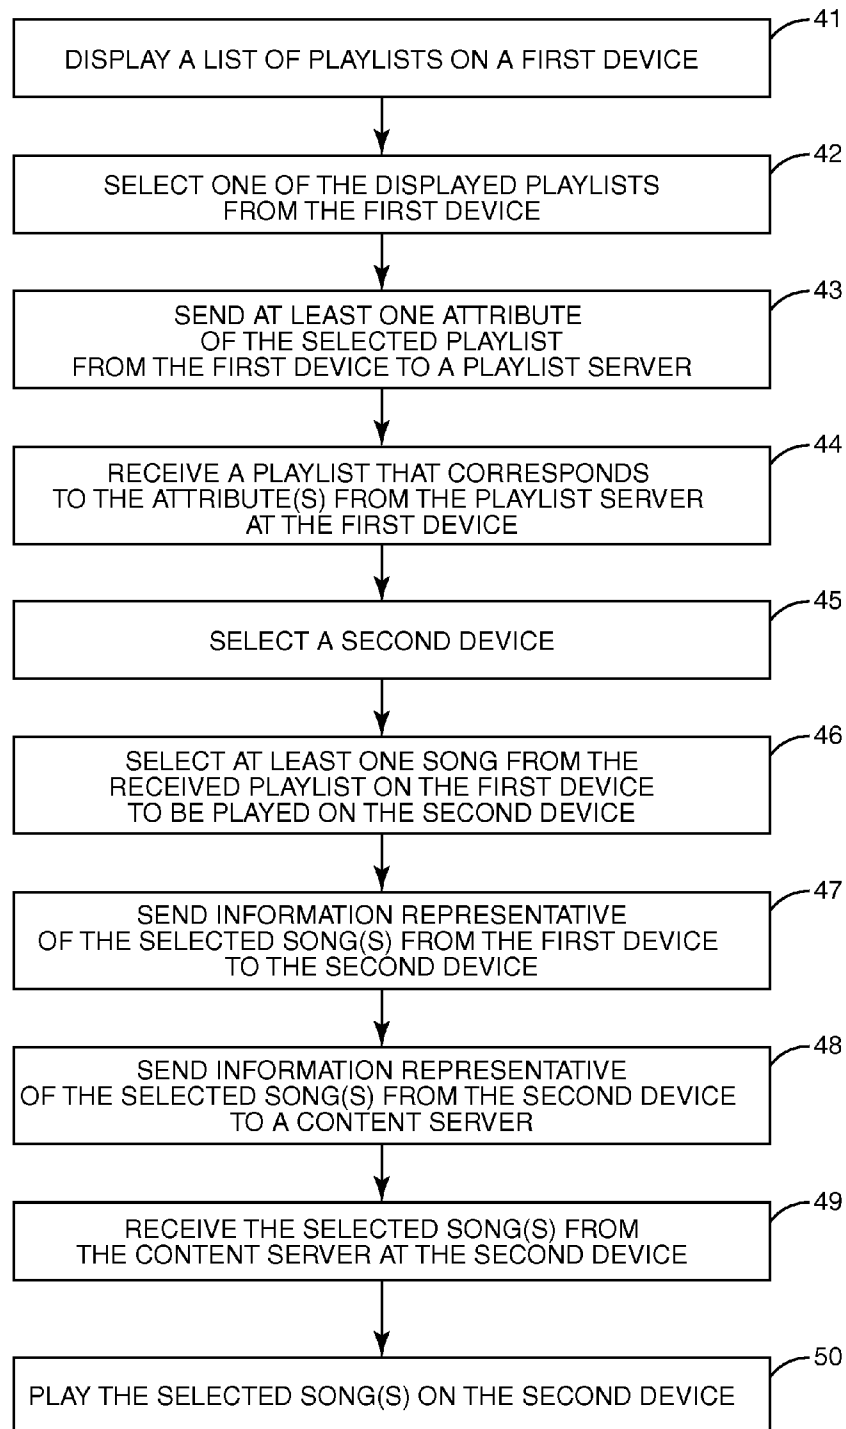 41
DISPLAY A LIST OF PLAYLISTS ON A FIRST DEVICE
42
SELECT ONE OF THE DISPLAYED PLAYLISTS
FROM THE FIRST DEVICE
43
SEND AT LEAST ONE ATTRIBUTE
OF THE SELECTED PLAYLIST
FROM THE FIRST DEVICE TO A PLAYLIST SERVER
44
RECEIVE A PLAYLIST THAT CORRESPONDS
TO THE ATTRIBUTE(S) FROM THE PLAYLIST SERVER
AT THE FIRST DEVICE
45
SELECT A SECOND DEVICE
46
SELECT AT LEAST ONE SONG FROM THE
RECEIVED PLAYLIST ON THE FIRST DEVICE
TO BE PLAYED ON THE SECOND DEVICE
47
SEND INFORMATION REPRESENTATIVE
OF THE SELECTED SONG(S) FROM THE FIRST DEVICE
TO THE SECOND DEVICE
48
SEND INFORMATION REPRESENTATIVE
OF THE SELECTED SONG(S) FROM THE SECOND DEVICE
TO A CONTENT SERVER
49
RECEIVE THE SELECTED SONG(S) FROM
THE CONTENT SERVER AT THE SECOND DEVICE
50
PLAY THE SELECTED SONG(S) ON THE SECOND DEVICE